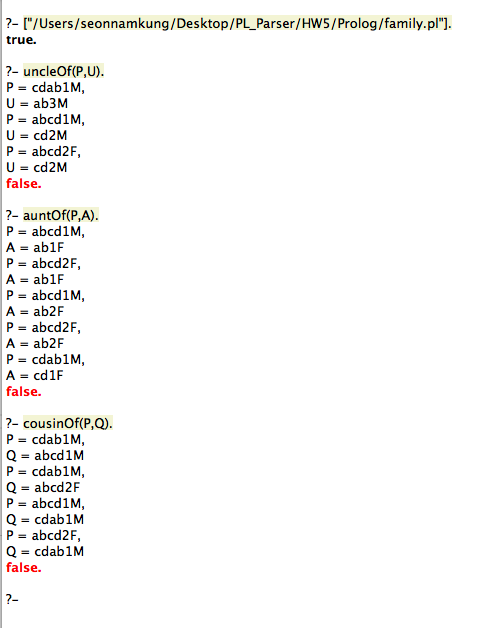 ?- ["/Users/seonnamkung/Desktop/PL_Parser/HW5/Prolog/family.pl"].
true.
?- uncleOf(P,U).
P = cdab1M,
U = ab3M
P = abcd1M,
U = cd2M
P = abcd2F,
U = cd2M
false.
?- auntOf(P,A).
P = abcd1M,
A = ab1F
P = abcd2F,
A = ab1F
P = abcd1M,
A = ab2F
P = abcd2F,
A = ab2F
P = cdab1M,
A = cd1F
false.
?- cousinOf(P,Q).
P = cdab1M,
Q = abcd1M
P = cdab1M,
Q = abcd2F
P = abcd1M,
Q = cdab1M
P = abcd2F,
Q = cdab1M
false.
?-